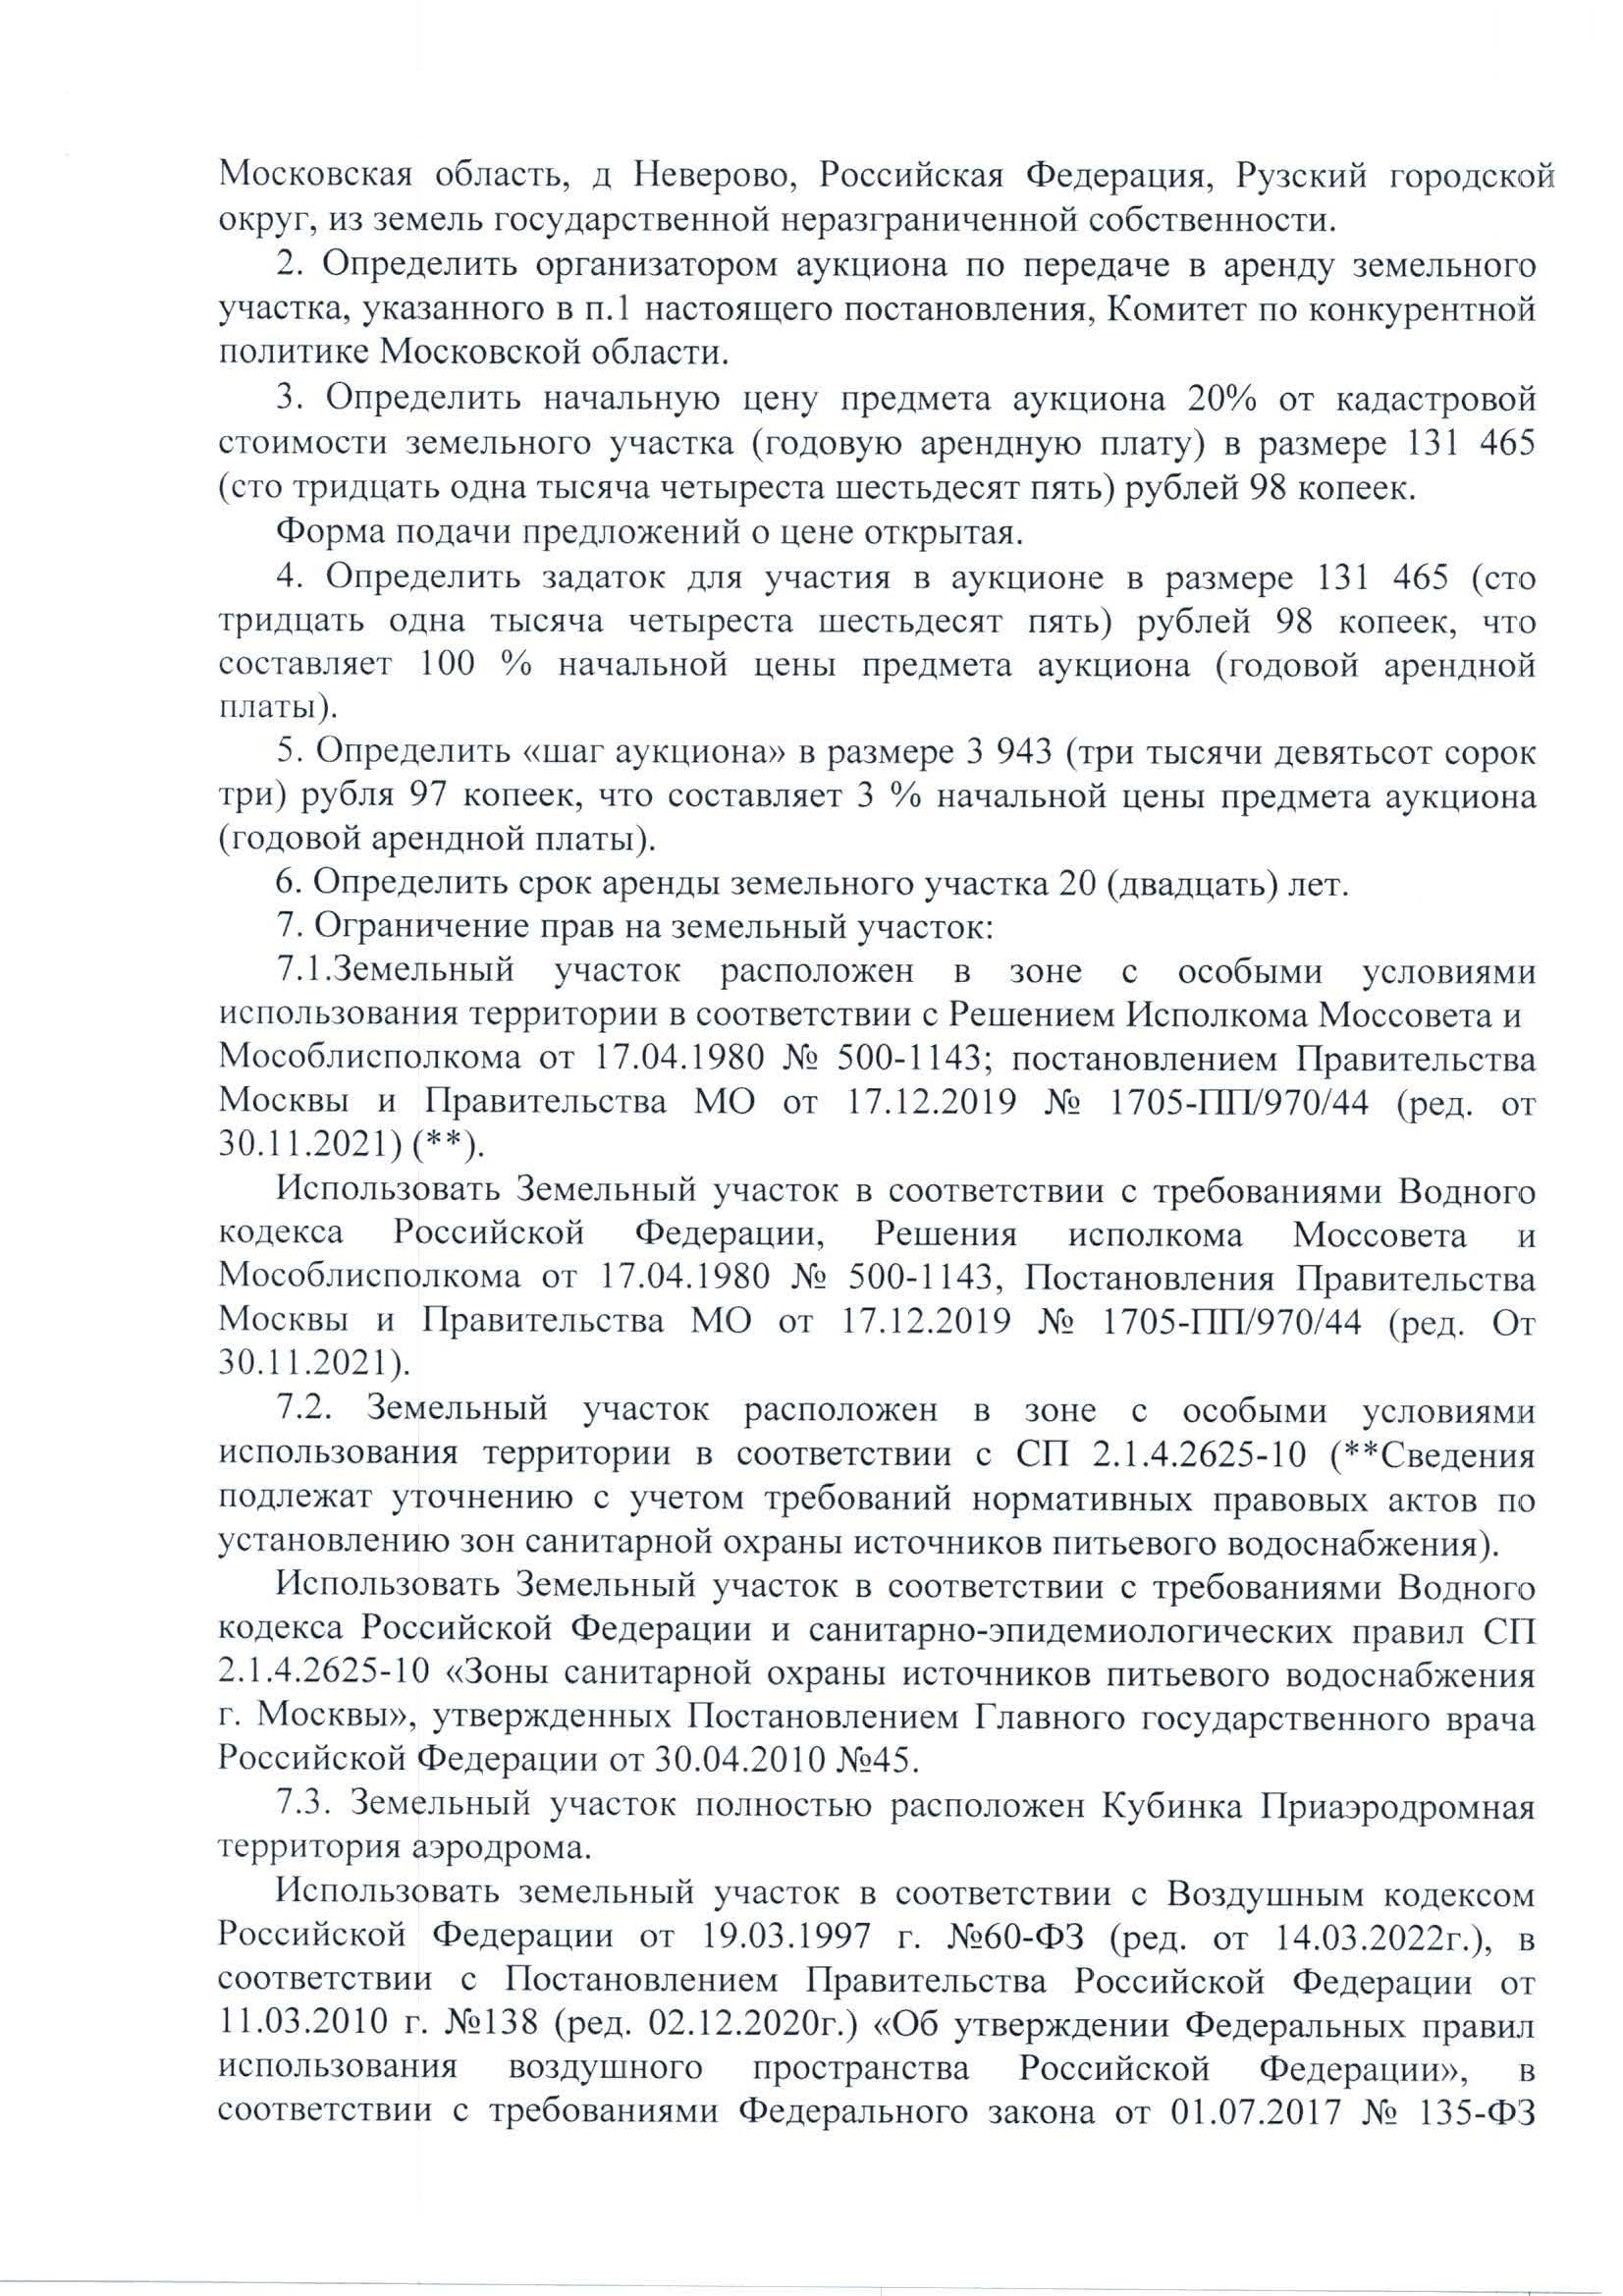 Московская область, д Неверово, Российская Федерация, Рузский городской
округ, из земель государственной неразграниченной собственности.
2. Определить организатором аукциона по передаче в аренду земельного
участка, указанного в п.1 настоящего постановления, Комитет по конкурентной
политике Московской области.
3. Определить начальную цену предмета аукциона 20% от кадастровой
стоимости земельного участка (годовую арендную плату) в размере 131 465
(сто тридцать одна тысяча четыреста шестьдесят пять) рублей 98 копеек.
Форма подачи предложений о цене открытая.
4. Определить задаток для участия в аукционе в размере 131 465 (сто
тридцать одна тысяча четыреста шестьдесят пять) рублей 98 копеек, что
составляет 100 % начальной цены предмета аукциона (годовой арендной
платы).
5. Определить «шаг аукциона» в размере 3 943 (три тысячи девятьсот сорок
три) рубля 97 копеек, что составляет 3 % начальной цены предмета аукциона
(годовой арендной платы).
6. Определить срок аренды земельного участка 20 (двадцать) лет.
7. Ограничение прав на земельный участок:
7.1.Земельный участок расположен в зоне с особыми условиями
использования территории в соответствии с Решением Исполкома Моссовета и
Мособлисполкома от 17.04.1980 № 500-1143; постановлением Правительства
Москвы и Правительства МО от 17.12.2019 № 1705-ПП/970/44 (ред. от
30.11.2021) (**).
Использовать Земельный участок в соответствии с требованиями Водного
кодекса Российской Федерации, Решения исполкома Моссовета и
Мособлисполкома от 17.04.1980 № 500-1143, Постановления Правительства
Москвы и Правительства МО от 17.12.2019 № 1705-ПП/970/44 (ред. От
30.11.2021).
7.2. Земельный участок расположен в зоне с особыми условиями
использования территории в соответствии с СП 2.1.4.2625-10 (**Сведения
подлежат уточнению с учетом требований нормативных правовых актов по
установлению зон санитарной охраны источников питьевого водоснабжения).
Использовать Земельный участок в соответствии с требованиями Водного
кодекса Российской Федерации и санитарно-эпидемиологических правил СП
2.1.4.2625-10 «Зоны санитарной охраны источников питьевого водоснабжения
г. Москвы», утвержденных Постановлением Главного государственного врача
Российской Федерации от 30.04.2010 №45.
7.3. Земельный участок полностью расположен Кубинка Приаэродромная
территория аэродрома.
Использовать земельный участок в соответствии с Воздушным кодексом
Российской Федерации от 19.03.1997 г. №60-ФЗ (ред. от 14.03.2022г.), в
соответствии с Постановлением Правительства Российской Федерации от
11.03.2010 г. №138 (ред. 02.12.2020г.) «Об утверждении Федеральных правил
использования воздушного пространства Российской Федерации», в
соответствии с требованиями Федерального закона от 01.07.2017 № 135-ФЗ